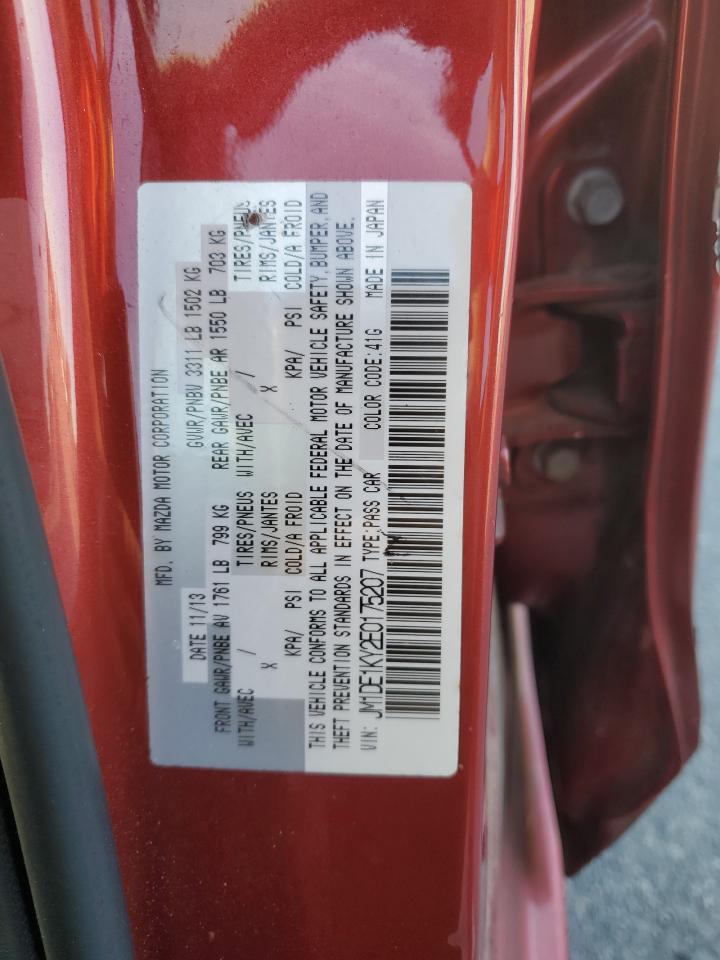 MFD. BY MAZDA MOTOR CORPORATION
DATE 11/13 GVWR/PNBV 3311 LB 1502 KG
FRONT GAWR/PNBE AV 1761 LB 799 KG REAR GAWR/PNBE AR 1550 LB 703 KG
WITH/AVEC / TIRES/PNEUS WITH/AVEC / TIRES/PNEUS
X RIMS/JANTES X RIMS/JANTES
KPA/ PSI COLD/A FROID KPA/ PSI COLD/A FROID
THIS VEHICLE CONFORMS TO ALL APPLICABLE FEDERAL MOTOR VEHICLE SAFETY,BUMPER,AND
THEFT PREVENTION STANDARDS IN EFFECT ON THE DATE OF MANUFACTURE SHOWN ABOVE.
VIN: JM1DE1KY2E0175207 TYPE:PASS CAR COLOR CODE:41G MADE IN JAPAN